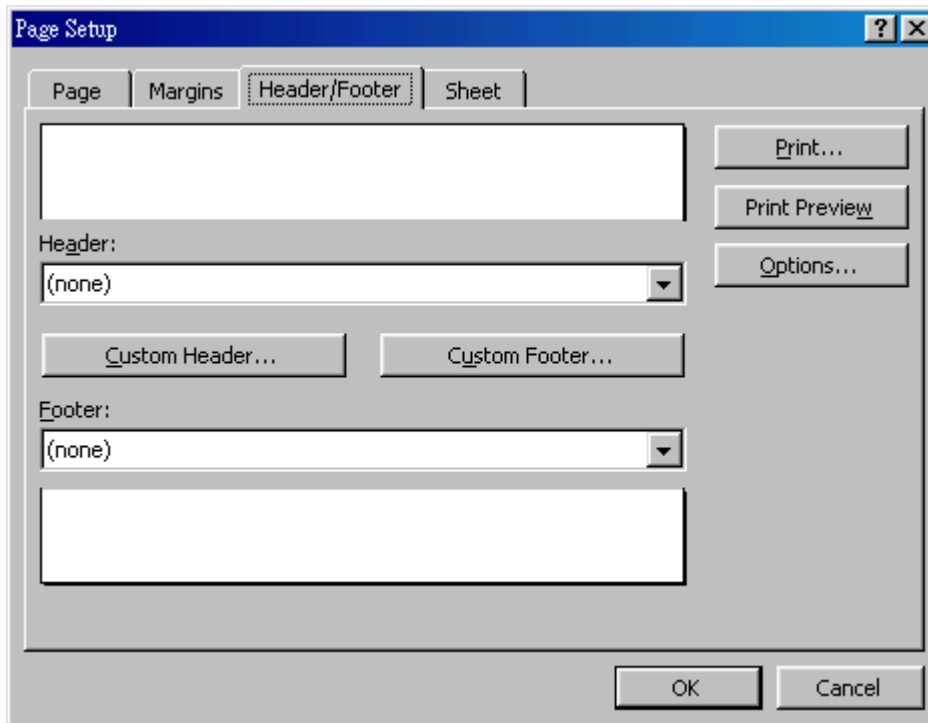 Page Setup
Page Margins Header/Footer Sheet
Print...
Print Preview
Options...
Header:
(none)
Custom Header... Custom Footer...
Footer:
(none)
OK Cancel